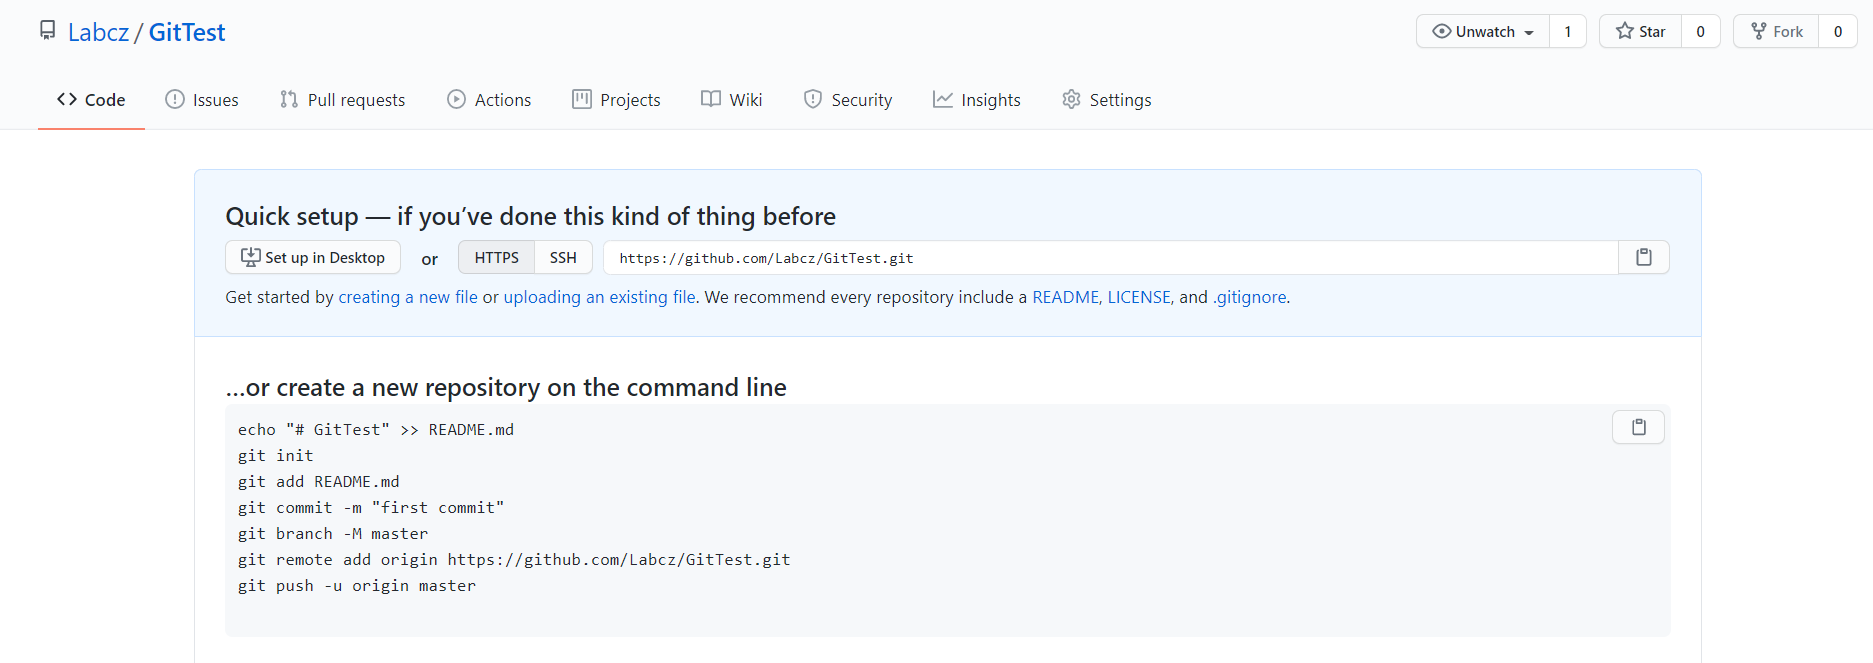 Labcz / GitTest
Unwatch 1 Star 0 Fork 0
Code Issues Pull requests Actions Projects Wiki Security Insights Settings
Quick setup — if you’ve done this kind of thing before
Set up in Desktop or HTTPS SSH https://github.com/Labcz/GitTest.git
Get started by creating a new file or uploading an existing file. We recommend every repository include a README, LICENSE, and .gitignore.
…or create a new repository on the command line
echo "# GitTest" >> README.md
git init
git add README.md
git commit -m "first commit"
git branch -M master
git remote add origin https://github.com/Labcz/GitTest.git
git push -u origin master